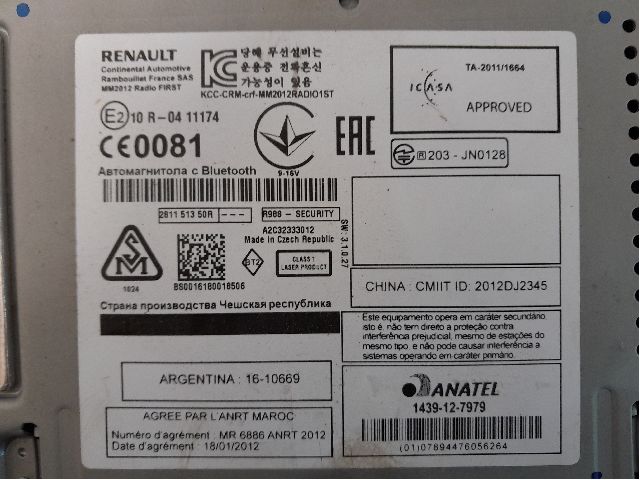 RENAULT
Continental Automotive
Rambouillet France SAS
MM2012 Radio FIRST
당해 무선설비는
운용중 전파혼신
가능성이 있음
KCC-CRM-crf-MM2012RADIO1ST
TA-2011/1664
ICASA
APPROVED
E2 10 R-04 11174
CE0081
9-16V
EAC
R 203 - JN0128
Автомагнитола с Bluetooth
2811 513 50R ---
R988 - SECURITY
A2C32333012
Made in Czech Republic
SW: 3.1.0.27
SM
1024
BS0016180018506
BT2
CLASS 1
LASER PRODUCT
CHINA : CMIIT ID: 2012DJ2345
Страна производства Чешская республика
Este equipamento opera em caráter secundário,
isto è, não tem direito a proteção contra
interferência prejudicial, mesmo de estações do
mesmo tipo e não pode causar interferência a
sistemas operando em caráter primário.
ARGENTINA : 16-10669
ANATEL
1439-12-7979
(01)07894476056264
AGREE PAR L'ANRT MAROC
Numéro d'agrément : MR 6886 ANRT 2012
Date d'agrément : 18/01/2012